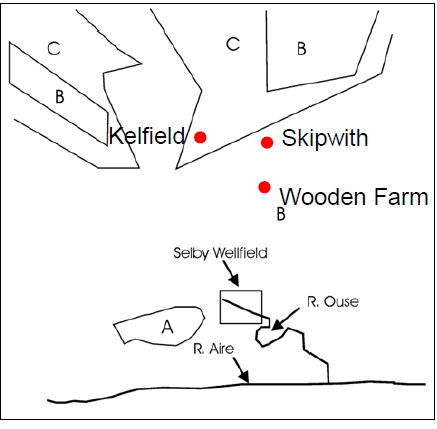 C
C
B
B
Kelfield
Skipwith
Wooden Farm
B
Selby Wellfield
R. Ouse
A
R. Aire